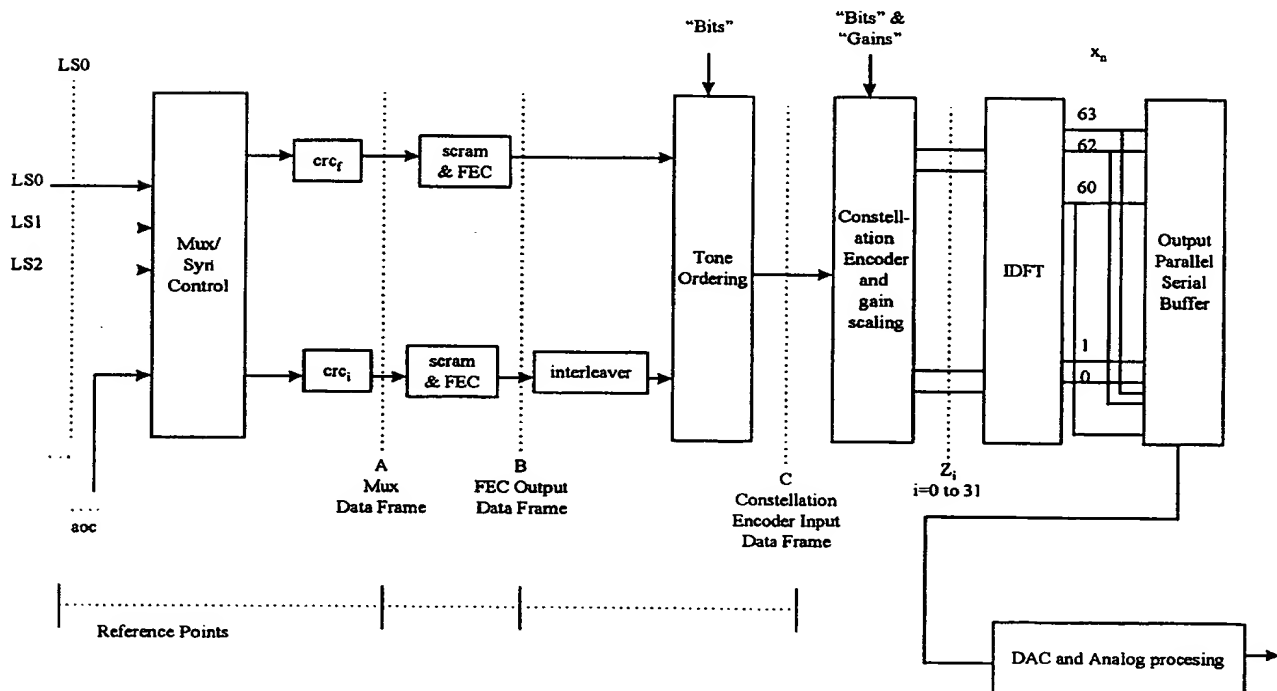 "Bits"
"Bits" &
"Gains"
xₙ
LS0
63
62
60
1
0
LS0
LS1
LS2
Mux/
Syn
Control
crc_f
scram
& FEC
crc_i
scram
& FEC
interleaver
Tone
Ordering
Constell-
ation
Encoder
and
gain
scaling
IDFT
Output
Parallel
Serial
Buffer
....
aoc
A
Mux
Data Frame
B
FEC Output
Data Frame
C
Constellation
Encoder Input
Data Frame
Z_i
i=0 to 31
Reference Points
DAC and Analog procesing